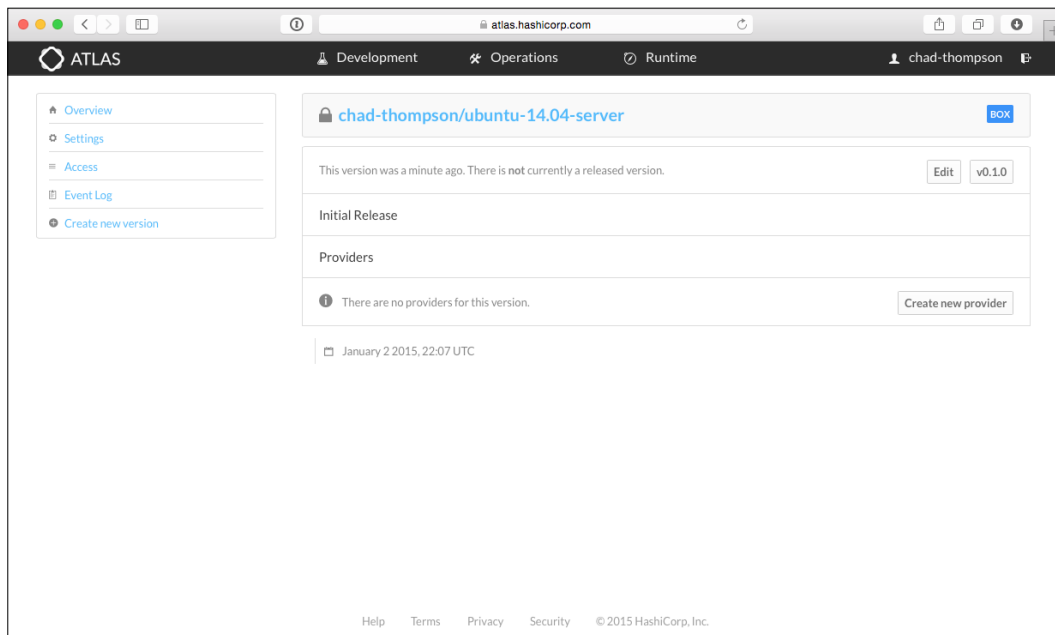 atlas.hashicorp.com
ATLAS
Development
Operations
Runtime
chad-thompson
Overview
Settings
Access
Event Log
Create new version
chad-thompson/ubuntu-14.04-server
BOX
This version was a minute ago. There is not currently a released version.
Edit
v0.1.0
Initial Release
Providers
There are no providers for this version.
Create new provider
January 2 2015, 22:07 UTC
Help Terms Privacy Security © 2015 HashiCorp, Inc.